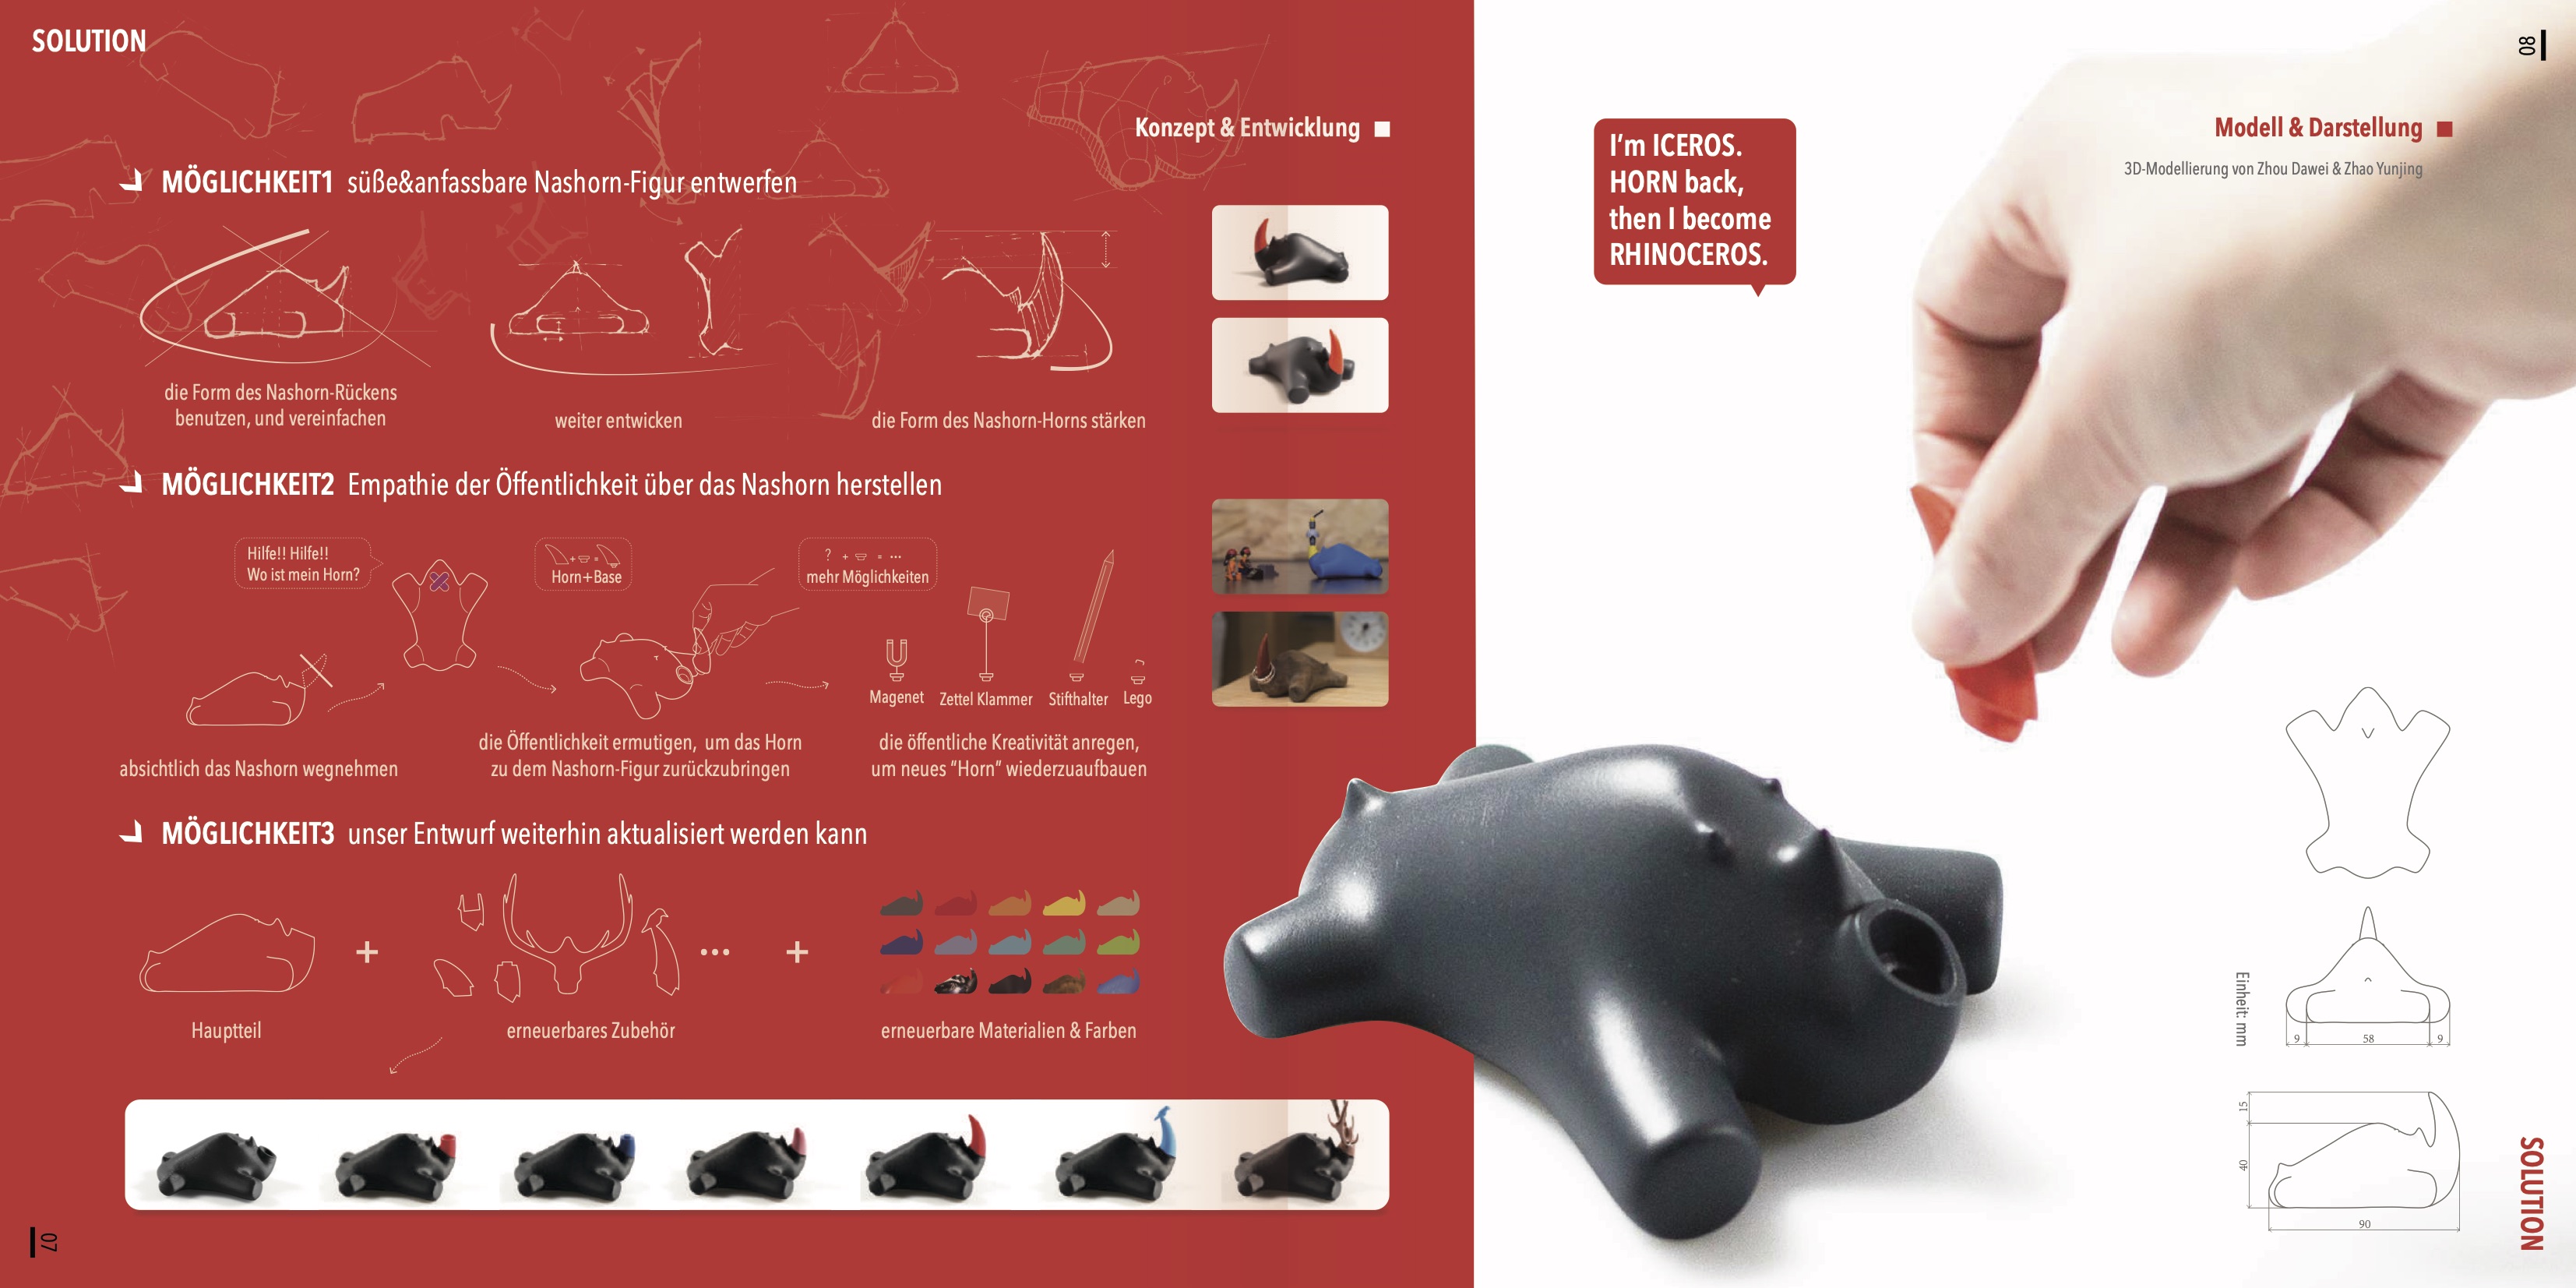 SOLUTION
Konzept & Entwicklung
MÖGLICHKEIT1 süße&anfassbare Nashorn-Figur entwerfen
die Form des Nashorn-Rückens
benutzen, und vereinfachen
weiter entwicken
die Form des Nashorn-Horns stärken
MÖGLICHKEIT2 Empathie der Öffentlichkeit über das Nashorn herstellen
Hilfe!! Hilfe!!
Wo ist mein Horn?
+ =
Horn+Base
? + = ...
mehr Möglichkeiten
Magenet
Zettel Klammer
Stifthalter
Lego
absichtlich das Nashorn wegnehmen
die Öffentlichkeit ermutigen, um das Horn
zu dem Nashorn-Figur zurückzubringen
die öffentliche Kreativität anregen,
um neues “Horn” wiederzuaufbauen
MÖGLICHKEIT3 unser Entwurf weiterhin aktualisiert werden kann
+
...
+
Hauptteil
erneuerbares Zubehör
erneuerbare Materialien & Farben
07
08
I’m ICEROS.
HORN back,
then I become
RHINOCEROS.
Modell & Darstellung
3D-Modellierung von Zhou Dawei & Zhao Yunjing
Einheit: mm
9 58 9
15
40
90
SOLUTION